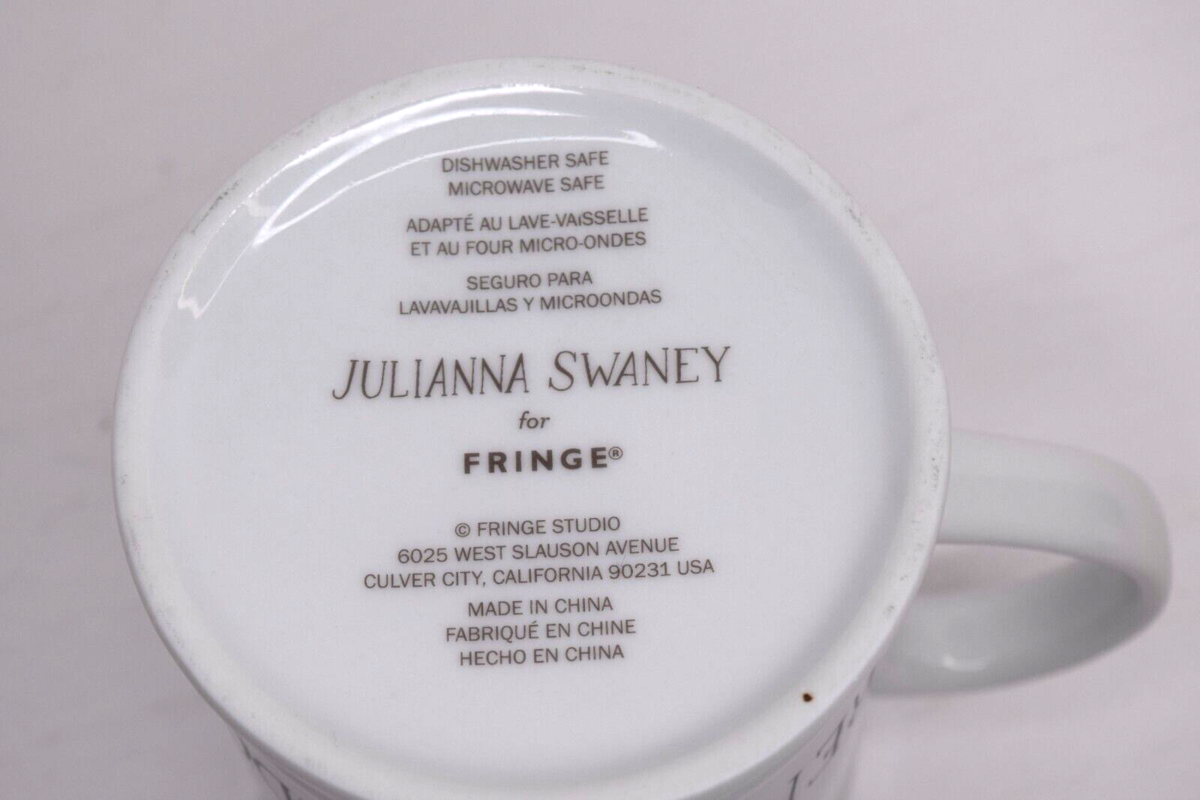 DISHWASHER SAFE
MICROWAVE SAFE
ADAPTÉ AU LAVE-VAiSSELLE
ET AU FOUR MICRO-ONDES
SEGURO PARA
LAVAVAJILLAS Y MICROONDAS
JULIANNA SWANEY
for
FRINGE®
© FRINGE STUDIO
6025 WEST SLAUSON AVENUE
CULVER CITY, CALIFORNIA 90231 USA
MADE IN CHINA
FABRIQUÉ EN CHINE
HECHO EN CHINA